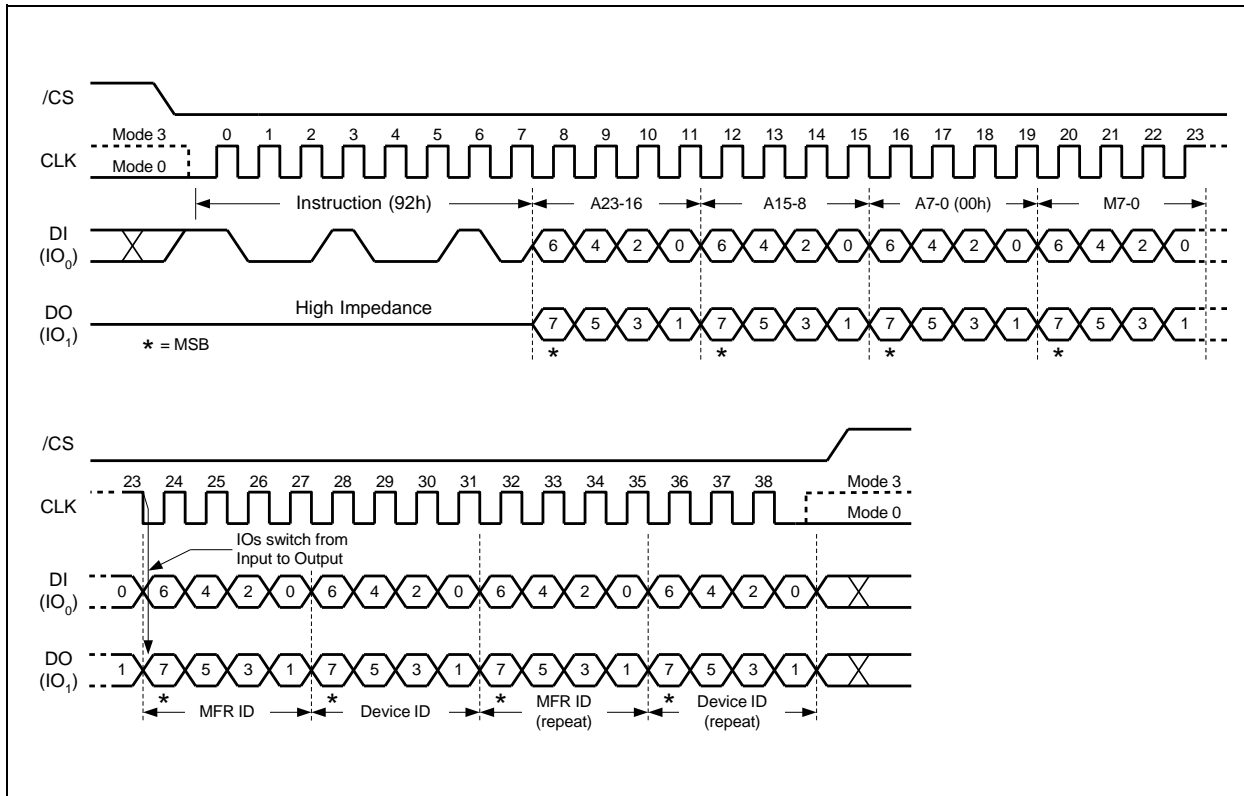 /CS
Mode 3 0 1 2 3 4 5 6 7 8 9 10 11 12 13 14 15 16 17 18 19 20 21 22 23
CLK Mode 0
Instruction (92h) A23-16 A15-8 A7-0 (00h) M7-0
DI
(IO0) 6 4 2 0 6 4 2 0 6 4 2 0 6 4 2 0
High Impedance
DO
(IO1) 7 5 3 1 7 5 3 1 7 5 3 1 7 5 3 1
* = MSB * * * *
/CS
23 24 25 26 27 28 29 30 31 32 33 34 35 36 37 38 Mode 3
CLK Mode 0
IOs switch from
Input to Output
DI
(IO0) 0 6 4 2 0 6 4 2 0 6 4 2 0 6 4 2 0
DO
(IO1) 1 7 5 3 1 7 5 3 1 7 5 3 1 7 5 3 1
* * * *
MFR ID Device ID MFR ID
(repeat) Device ID
(repeat)